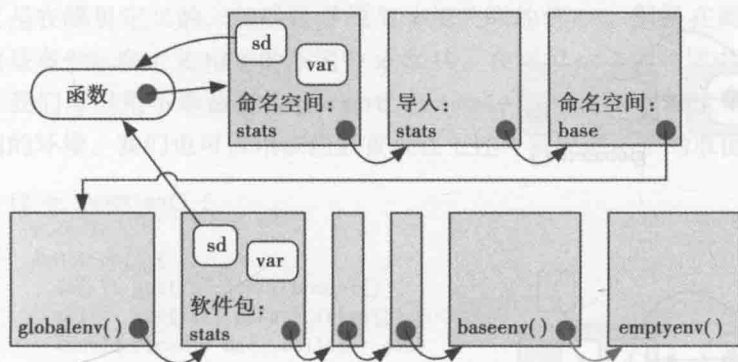 sd
var
函数
命名空间:
stats
导入:
stats
命名空间:
base
sd
var
软件包:
globalenv()
stats
baseenv()
emptyenv()